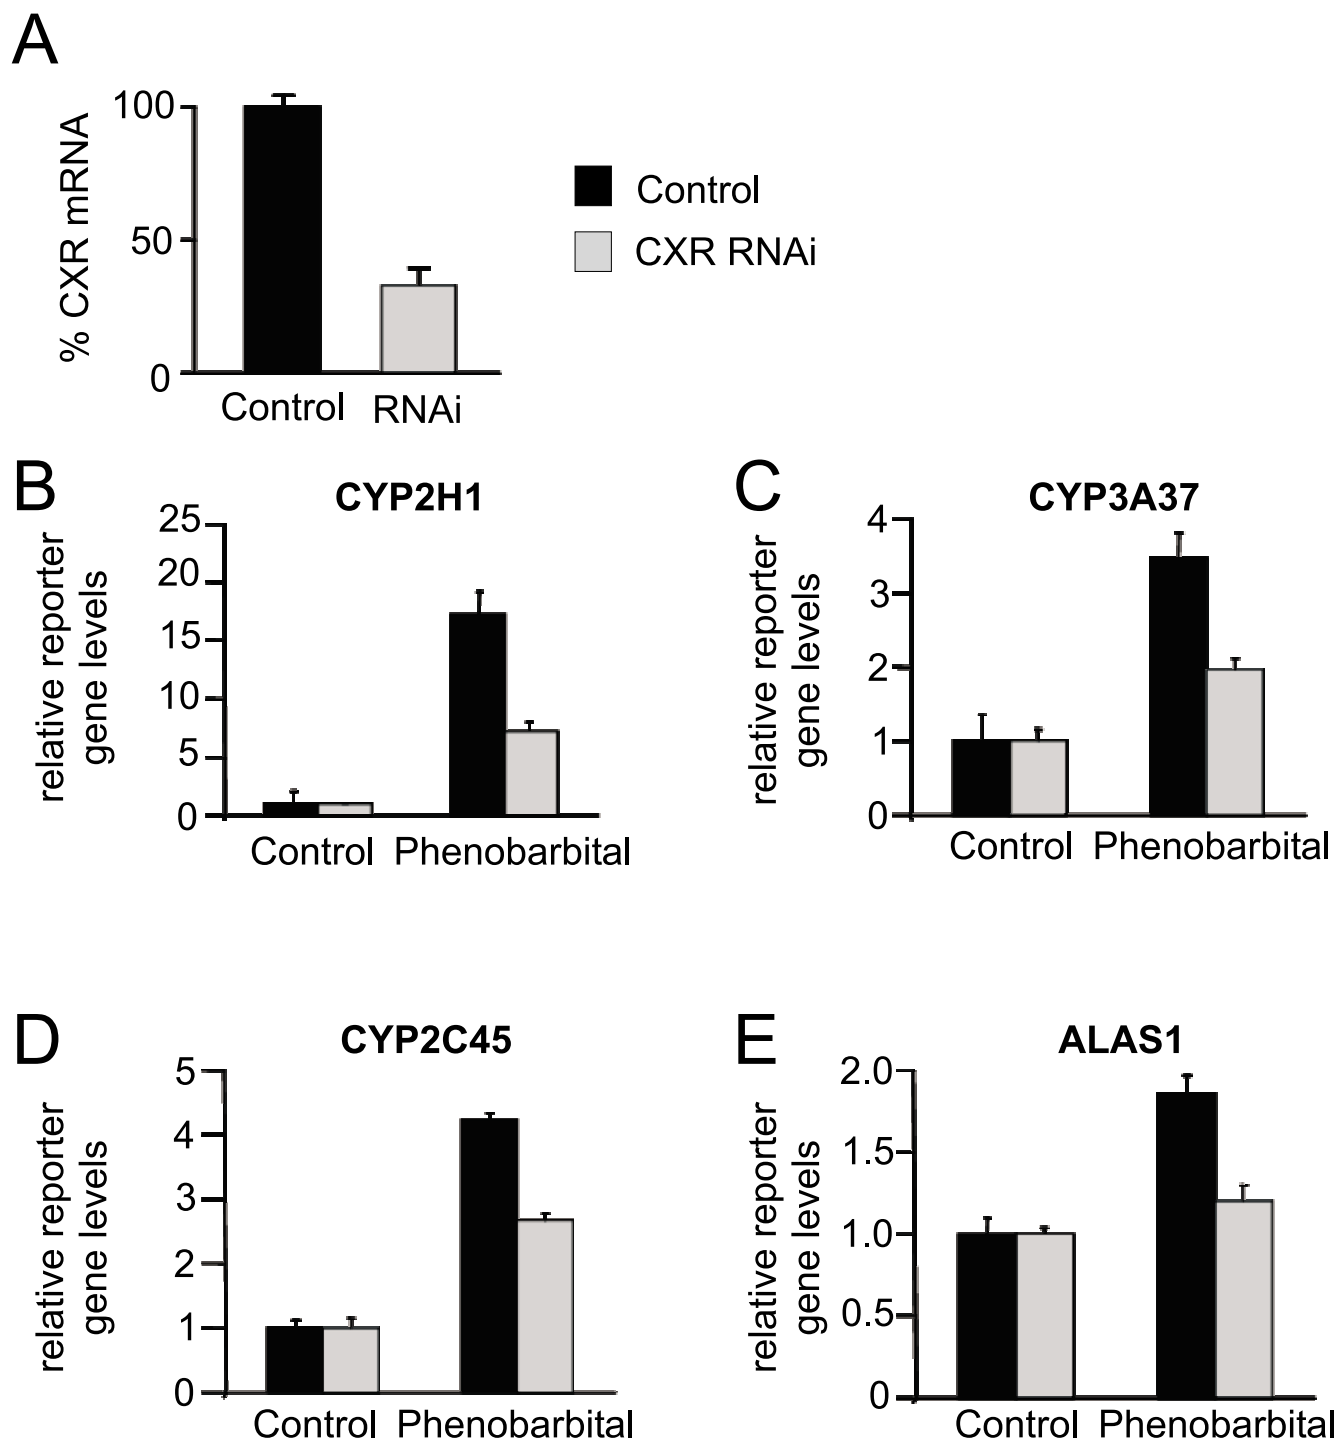 A
100
50
0
% CXR mRNA
Control
RNAi
Control
CXR RNAi
B
CYP2H1
25
20
15
10
5
0
relative reporter
gene levels
Control
Phenobarbital
C
CYP3A37
4
3
2
1
0
relative reporter
gene levels
Control
Phenobarbital
D
CYP2C45
5
4
3
2
1
0
relative reporter
gene levels
Control
Phenobarbital
E
ALAS1
2.0
1.5
1.0
0.5
0
relative reporter
gene levels
Control
Phenobarbital